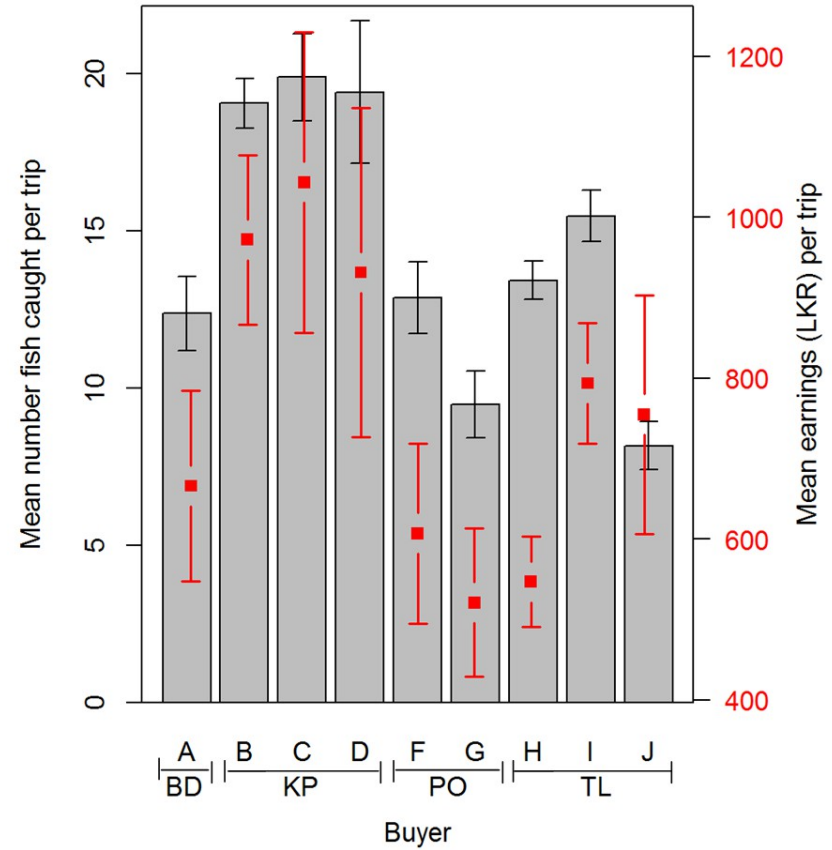 Mean number fish caught per trip
20
15
10
5
0
1200
1000
800
600
400
Mean earnings (LKR) per trip
A B C D F G H I J
BD KP PO TL
Buyer